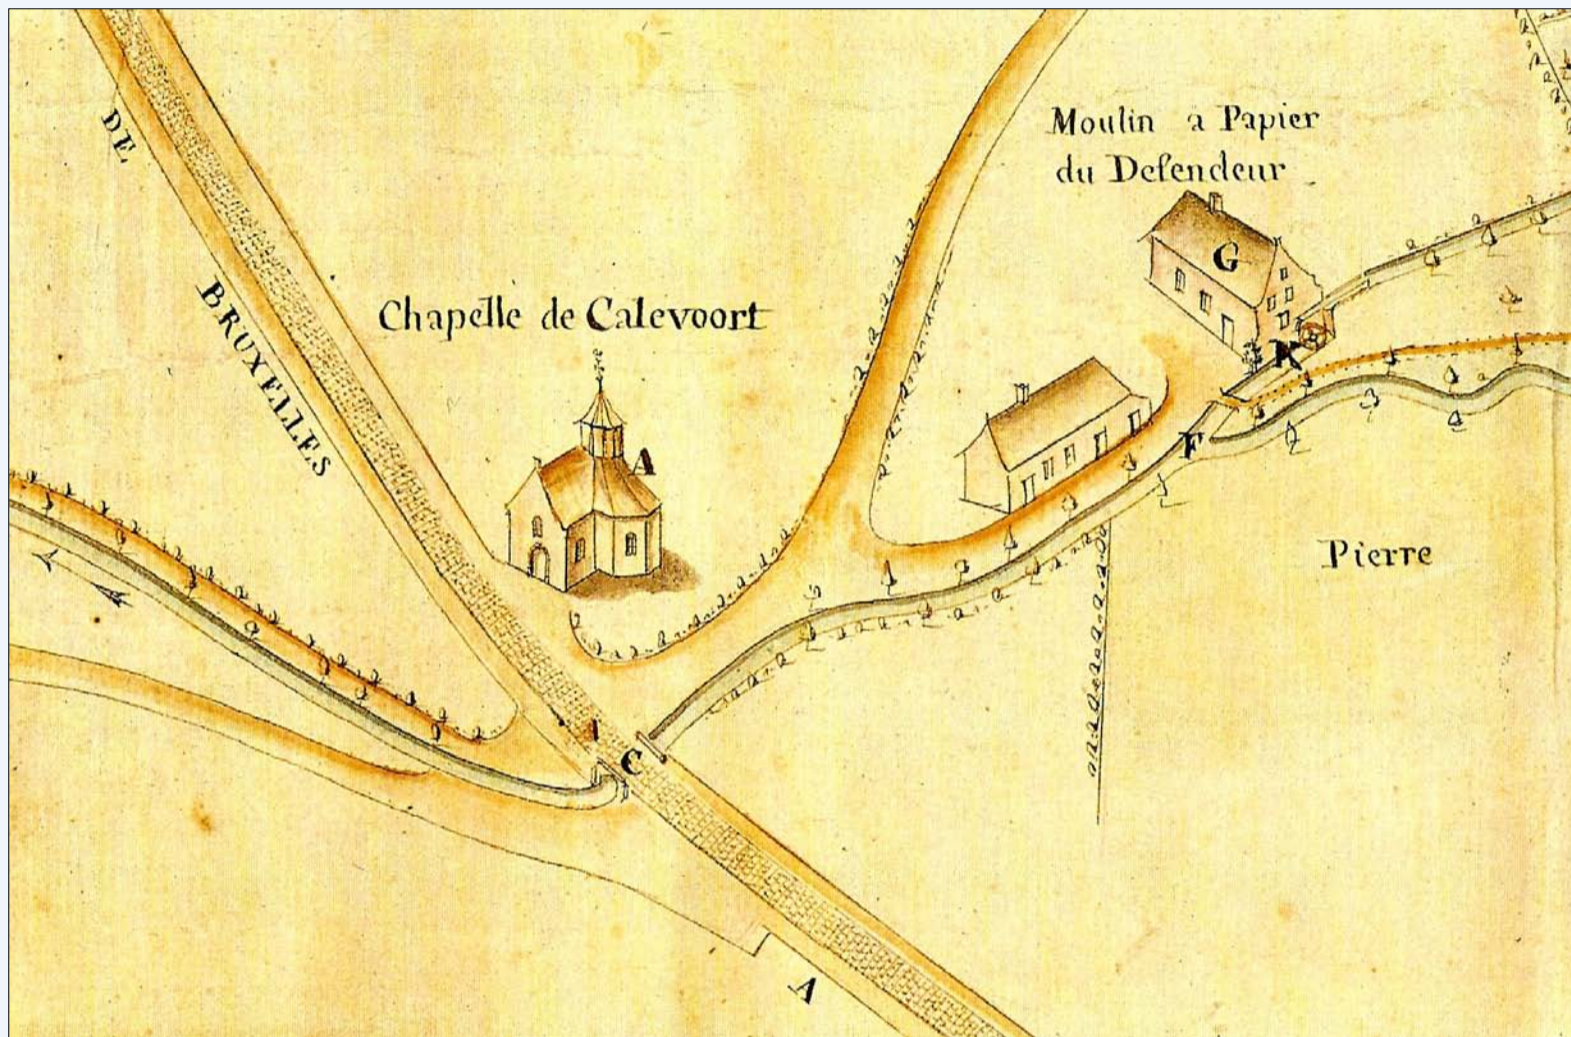 DE
BRUXELLES
Moulin a Papier
du Defendeur
G
Chapelle de Calevoort
K
A
F
Pierre
C
A